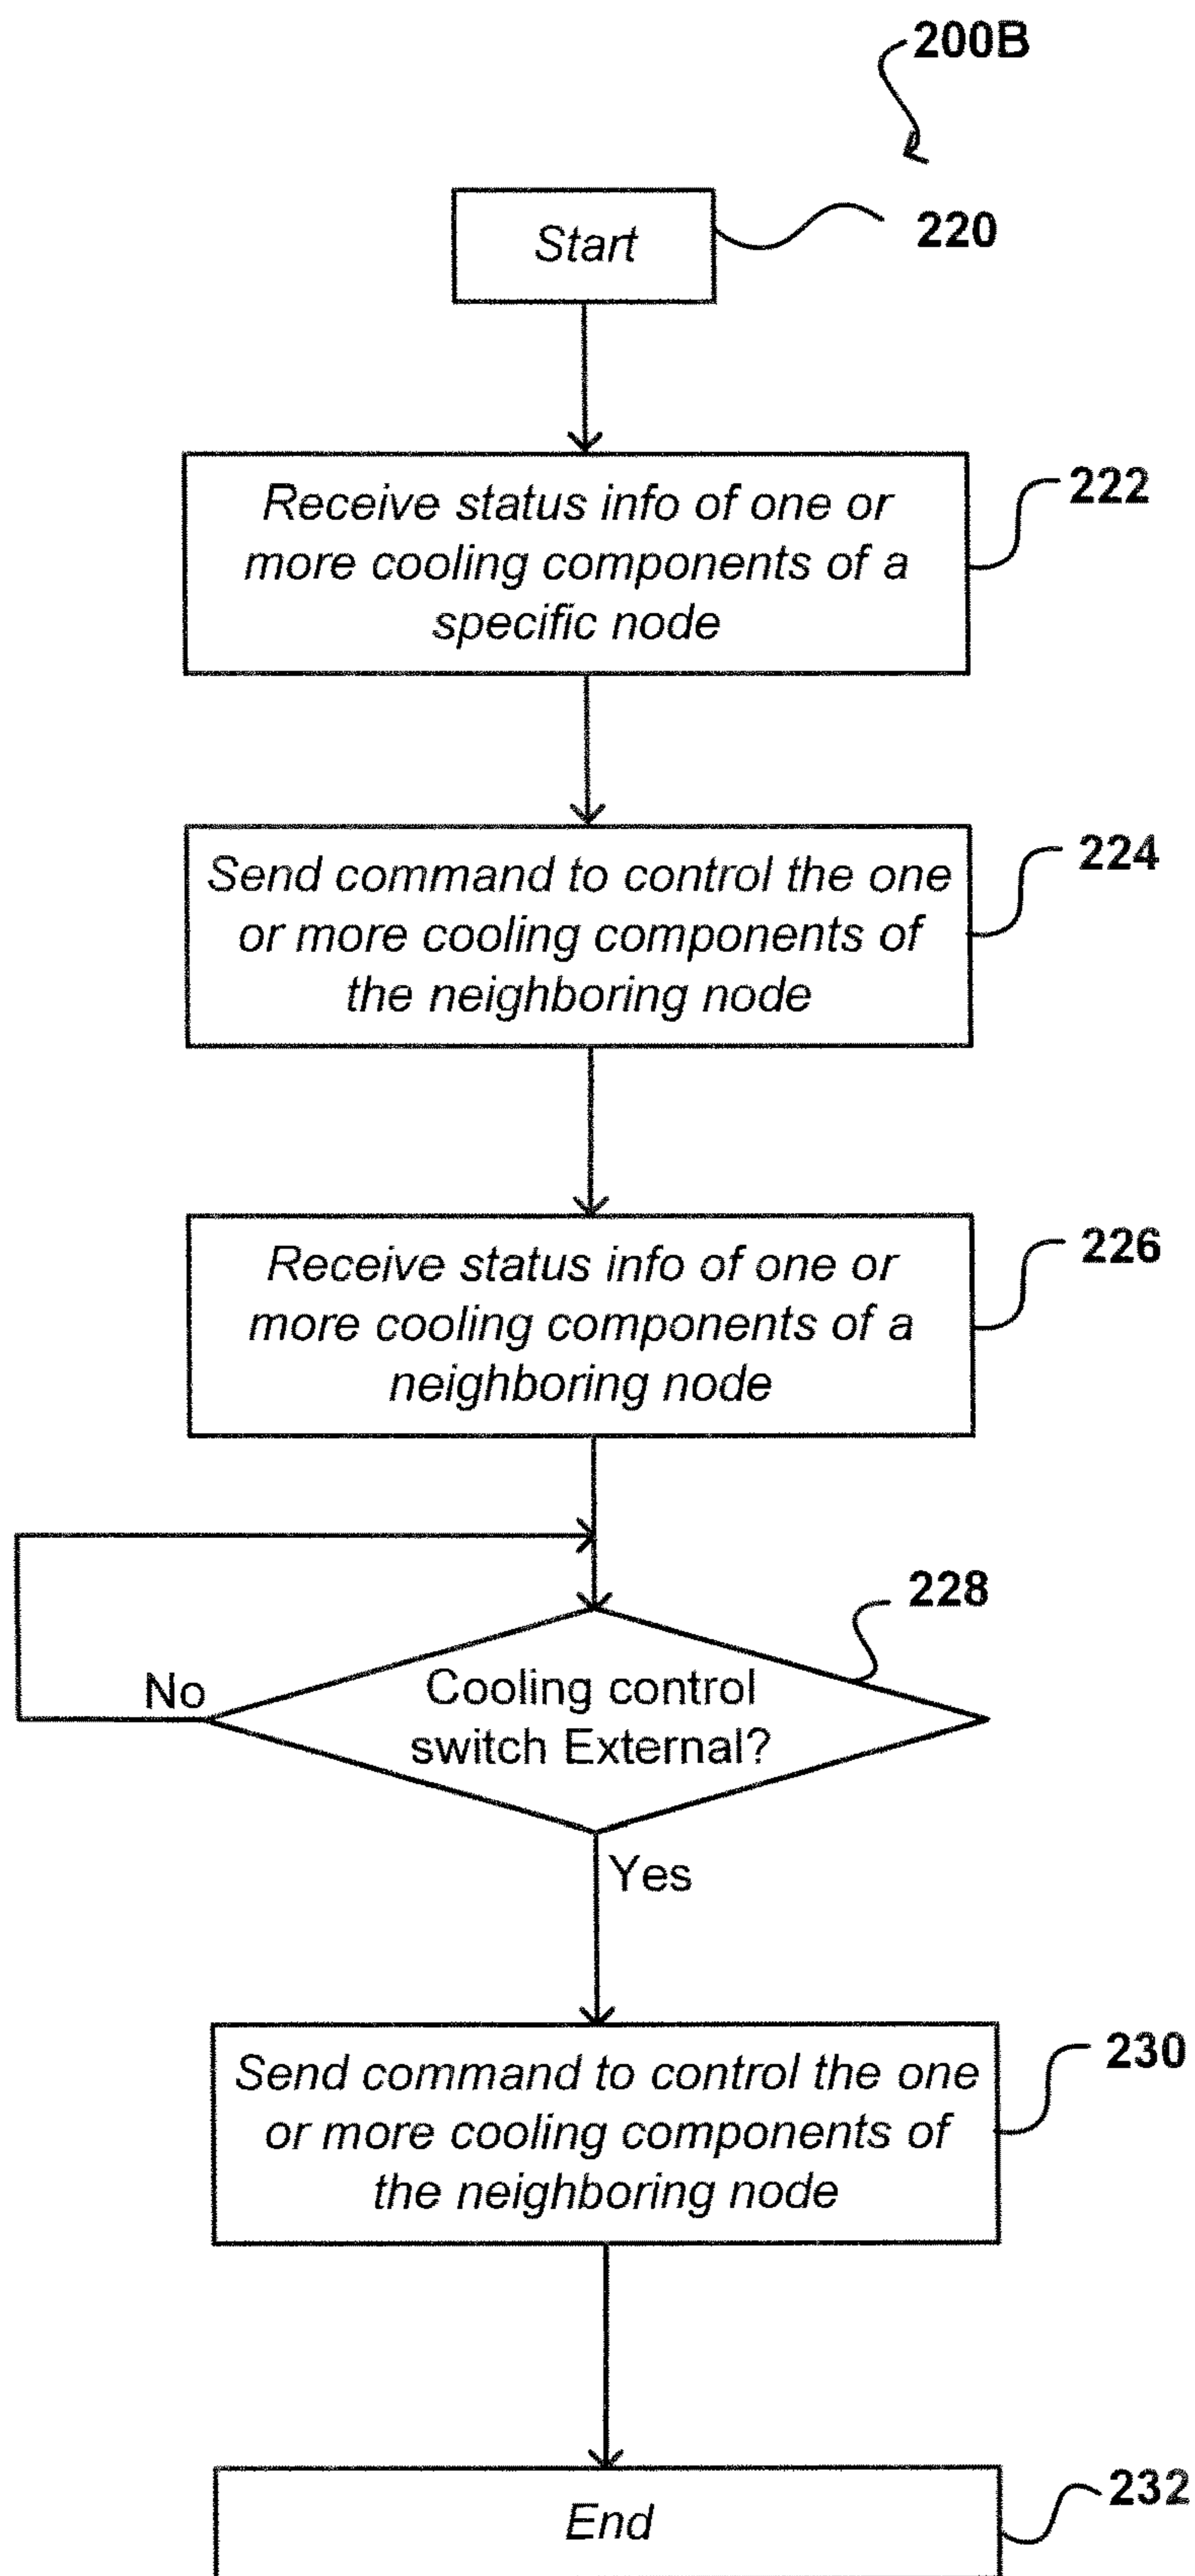 200B
Start
220
Receive status info of one or
more cooling components of a
specific node
222
Send command to control the one
or more cooling components of
the neighboring node
224
Receive status info of one or
more cooling components of a
neighboring node
226
228
Cooling control
switch External?
No
Yes
Send command to control the one
or more cooling components of
the neighboring node
230
End
232